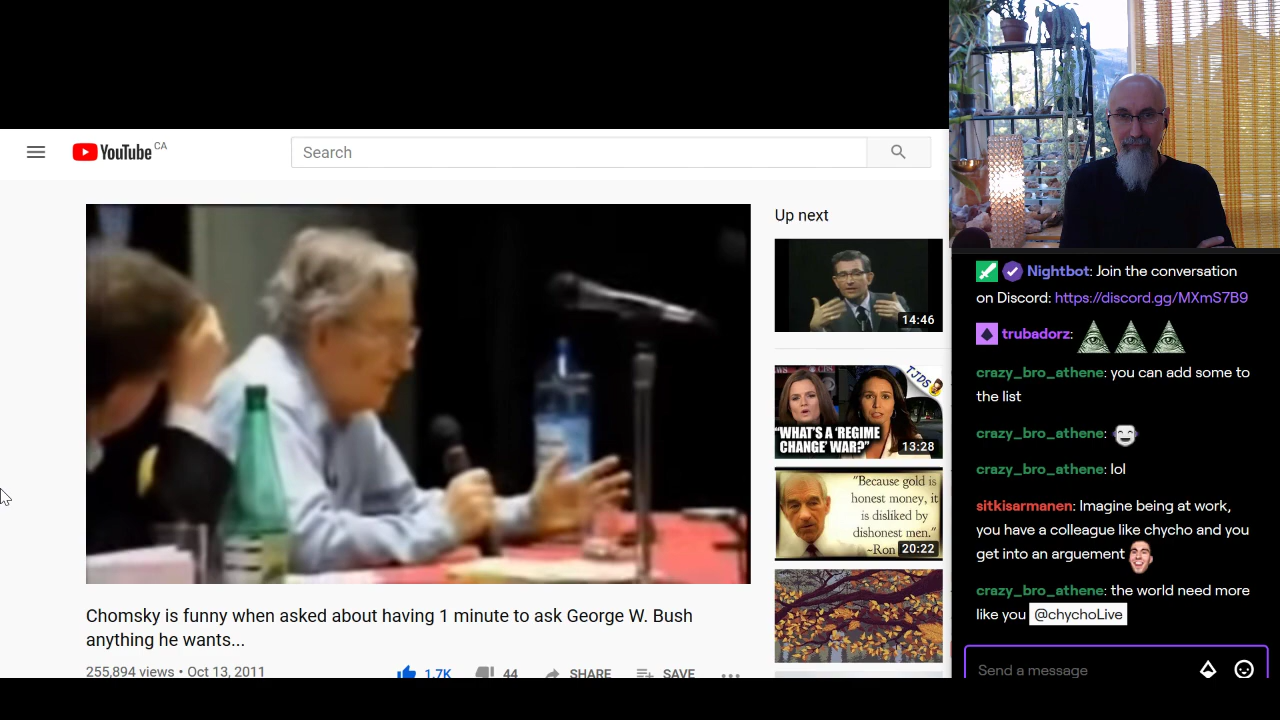 YouTube CA
Search
Up next
14:46
TJDS
"WHAT'S A 'REGIME
CHANGE' WAR?"
13:28
"Because gold is
honest money, it
is disliked by
dishonest men."
~Ron
20:22
Chomsky is funny when asked about having 1 minute to ask George W. Bush
anything he wants...
255,894 views • Oct 13, 2011
1.7K
44
SHARE
SAVE
Nightbot: Join the conversation
on Discord: https://discord.gg/MXmS7B9
trubadorz:
crazy_bro_athene: you can add some to
the list
crazy_bro_athene:
crazy_bro_athene: lol
sitkisarmanen: Imagine being at work,
you have a colleague like chycho and you
get into an arguement
crazy_bro_athene: the world need more
like you @chychoLive
Send a message